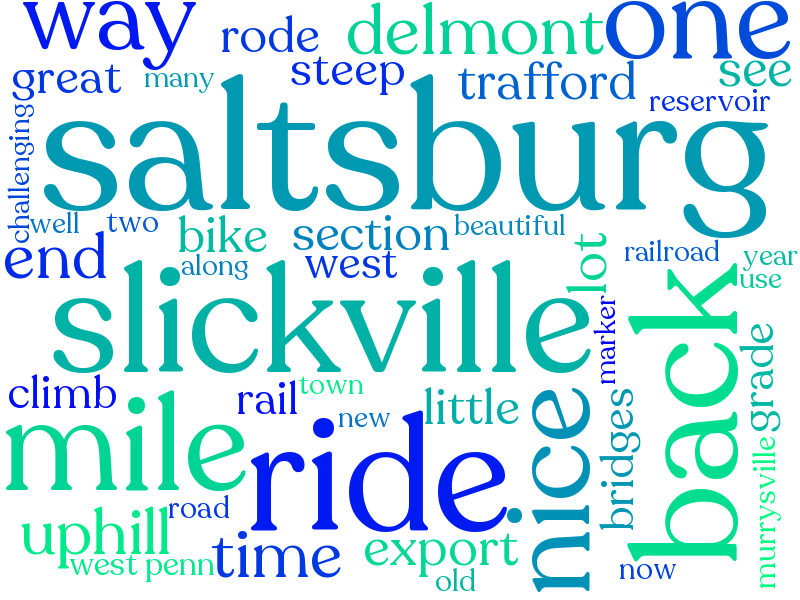 way
rode
delmont
one
great
many
steep
trafford
see
reservoir
challenging
saltsburg
well
two
bike
section
beautiful
end
along
west
lot
railroad
year
use
slickville
marker
back
climb
rail
town
new
little
nice
bridges
grade
mile
ride
murrysville
uphill
road
west penn
time
export
old
now